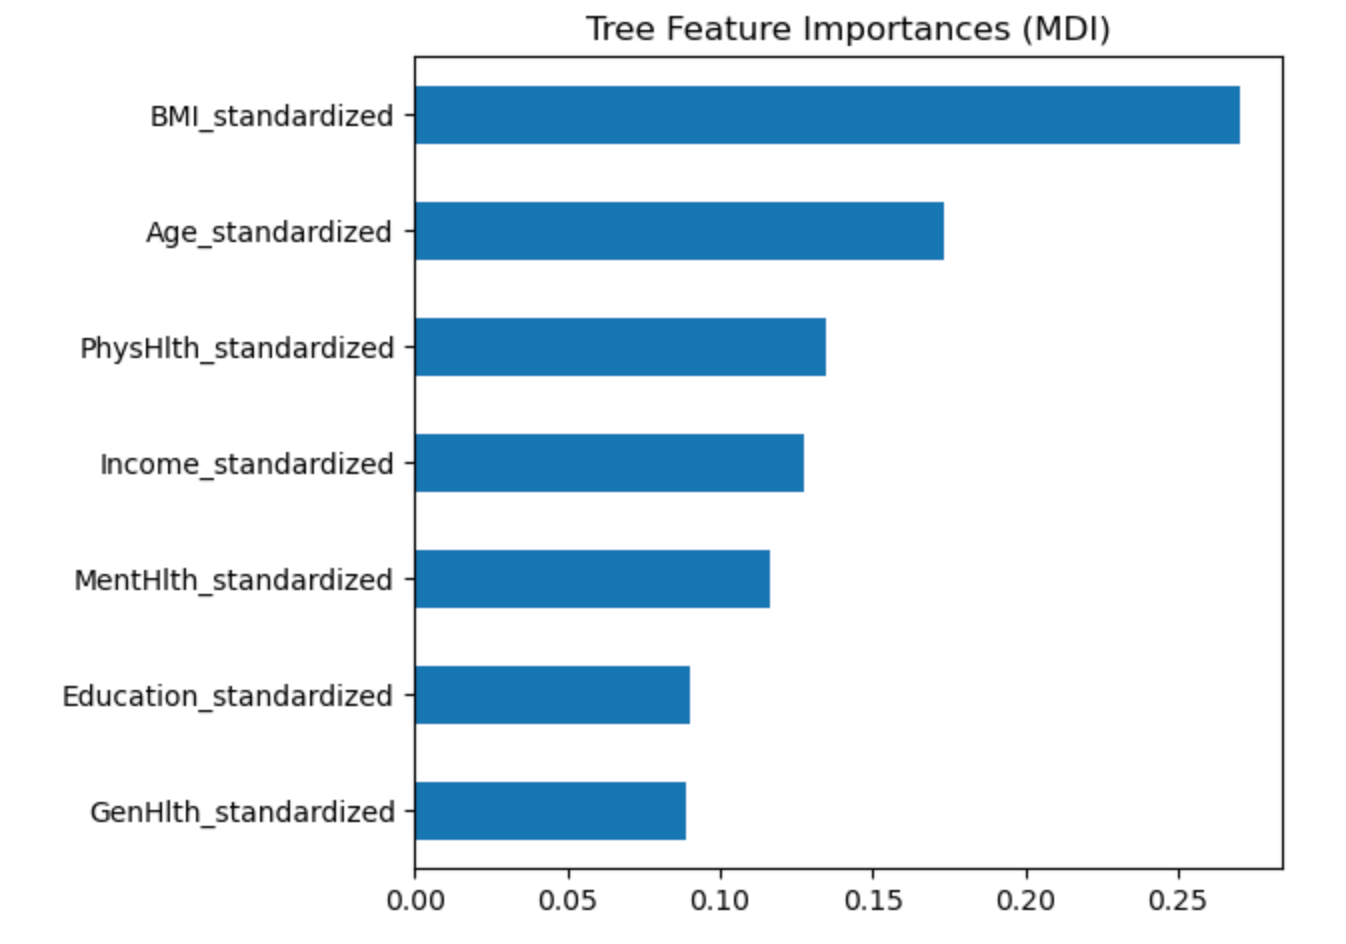 Tree Feature Importances (MDI)
BMI_standardized
Age_standardized
PhysHlth_standardized
Income_standardized
MentHlth_standardized
Education_standardized
GenHlth_standardized
0.00 0.05 0.10 0.15 0.20 0.25